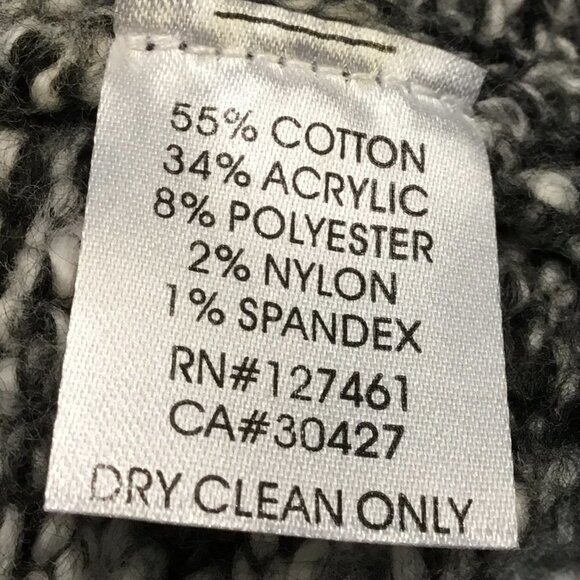 55% COTTON
34% ACRYLIC
8% POLYESTER
2% NYLON
1% SPANDEX
RN#127461
CA#30427
DRY CLEAN ONLY